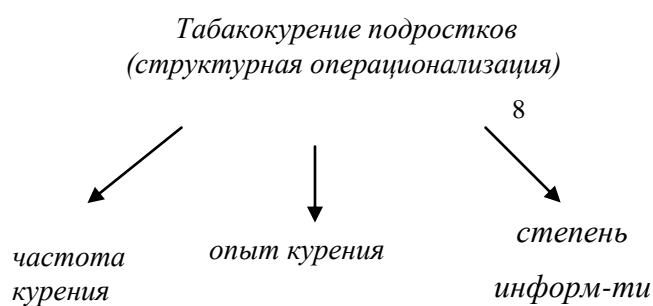 Табакокурение подростков
(структурная операционализация)
8
частота
курения
опыт курения
степень
информ-ти